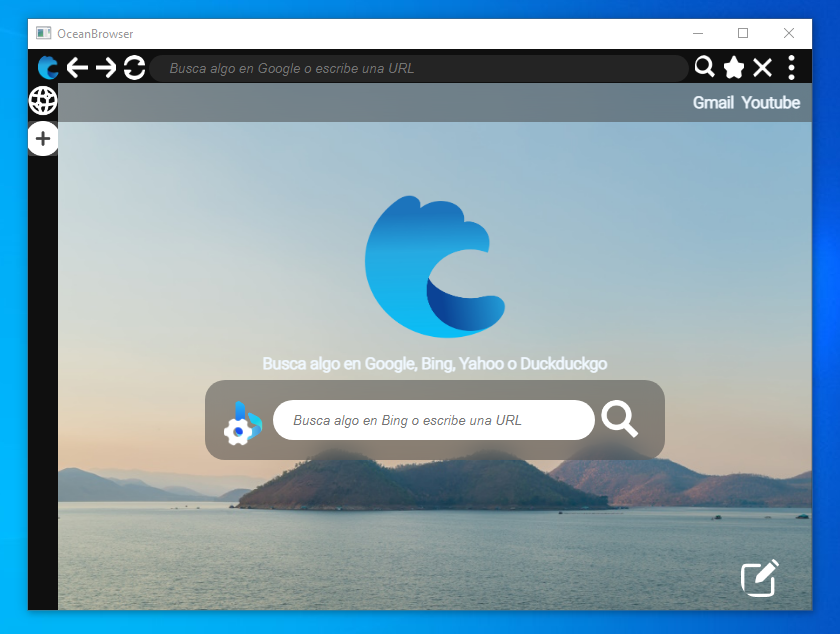 OceanBrowser
Busca algo en Google o escribe una URL
Gmail Youtube
Busca algo en Google, Bing, Yahoo o Duckduckgo
Busca algo en Bing o escribe una URL